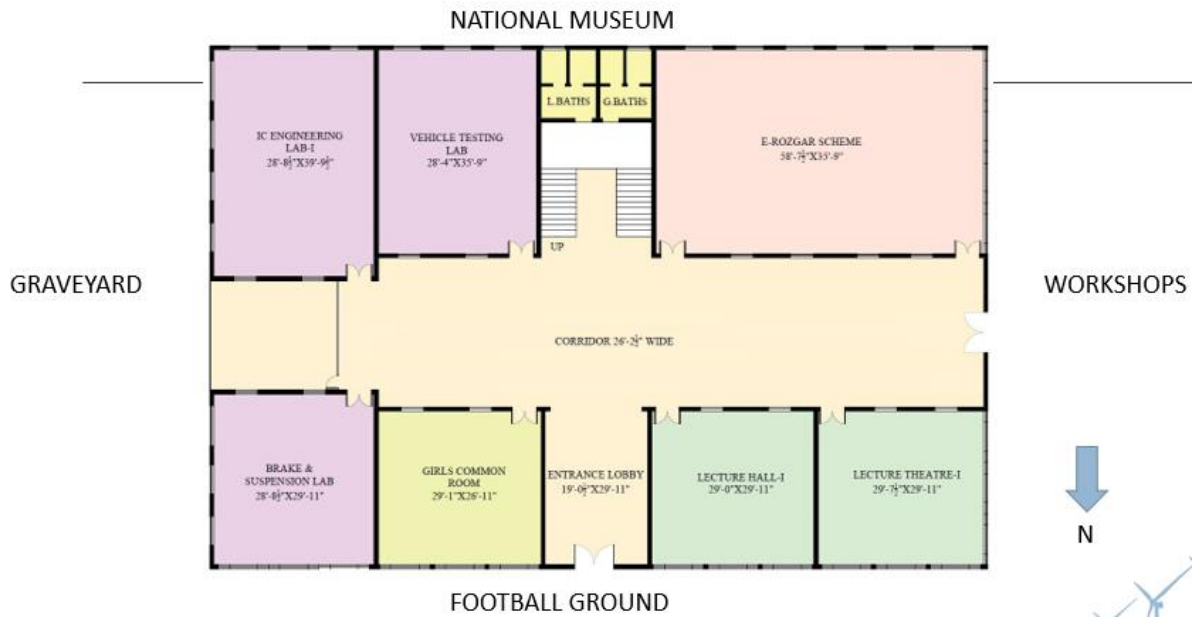 NATIONAL MUSEUM
L.BATHS
G.BATHS
IC ENGINEERING
LAB-I
28'-8½"X39'-9½"
VEHICLE TESTING
LAB
28'-4"X35'-9"
E-ROZGAR SCHEME
58'-7½"X35'-9"
UP
GRAVEYARD
WORKSHOPS
CORRIDOR 26'-2½" WIDE
BRAKE &
SUSPENSION LAB
28'-8½"X29'-11"
GIRLS COMMON
ROOM
29'-1"X26'-11"
ENTRANCE LOBBY
19'-0½"X29'-11"
LECTURE HALL-I
29'-0"X29'-11"
LECTURE THEATRE-I
29'-7½"X29'-11"
N
FOOTBALL GROUND